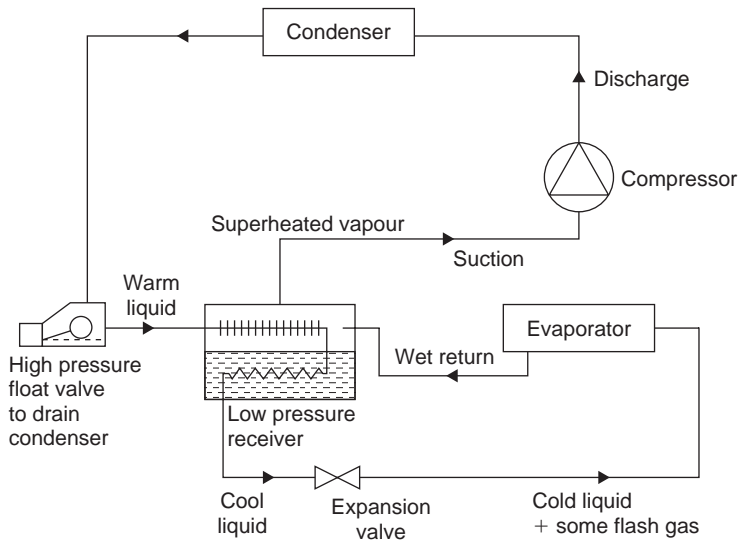 Condenser
Discharge
Compressor
Superheated vapour
Suction
Warm
liquid
Evaporator
Wet return
High pressure
float valve
to drain
condenser
Low pressure
receiver
Cool
liquid
Expansion
valve
Cold liquid
+ some flash gas